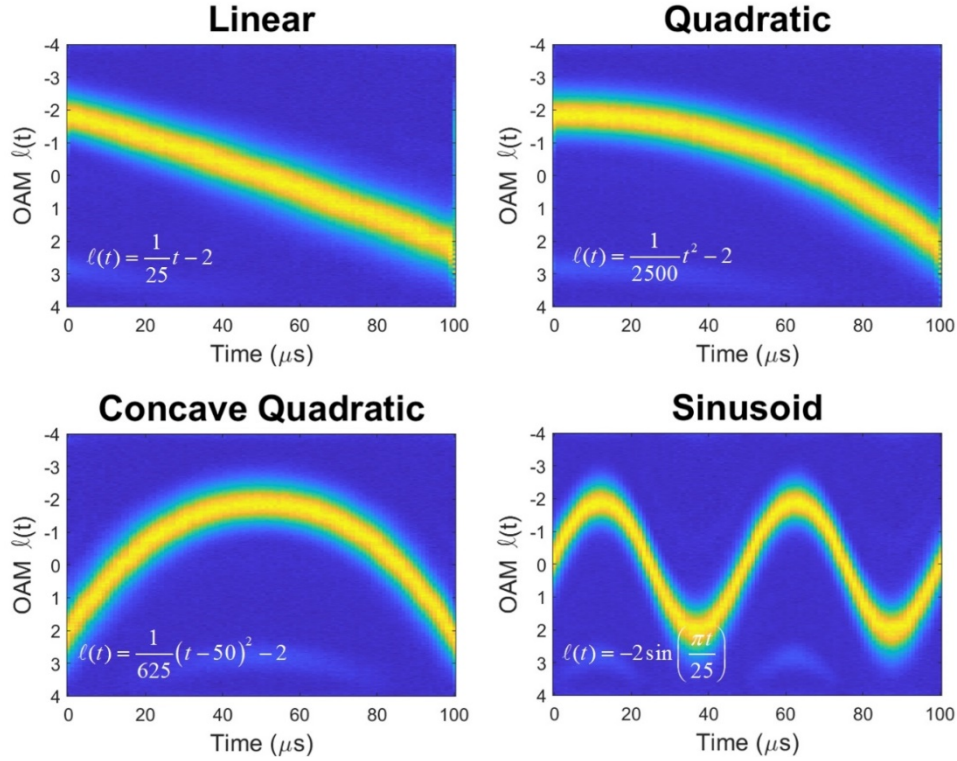 Linear
-4
-3
-2
-1
0
1
2
3
4
OAM ℓ(t)
ℓ(t) = 1/25 t − 2
0 20 40 60 80 100
Time (μs)
Quadratic
-4
-3
-2
-1
0
1
2
3
4
OAM ℓ(t)
ℓ(t) = 1/2500 t² − 2
0 20 40 60 80 100
Time (μs)
Concave Quadratic
-4
-3
-2
-1
0
1
2
3
4
OAM ℓ(t)
ℓ(t) = 1/625 (t − 50)² − 2
0 20 40 60 80 100
Time (μs)
Sinusoid
-4
-3
-2
-1
0
1
2
3
4
OAM ℓ(t)
ℓ(t) = −2 sin(πt/25)
0 20 40 60 80 100
Time (μs)